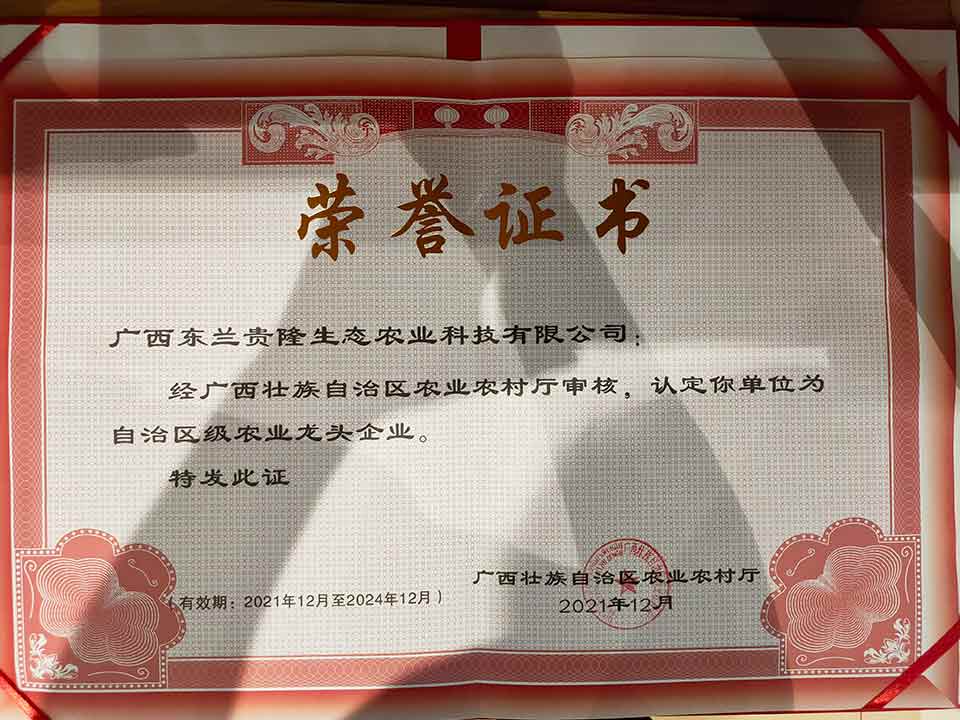 荣誉证书
广西东兰贵隆生态农业科技有限公司：
经广西壮族自治区农业农村厅审核，认定你单位为
自治区级农业龙头企业。
特发此证
广西壮族自治区农业农村厅
（有效期：2021年12月至2024年12月）
2021年12月